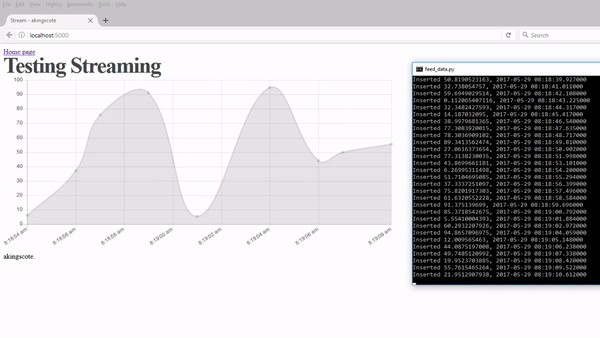 File Edit View History Bookmarks Tools Help
Stream - akingscote
localhost:5000
Search
Home page
Testing Streaming
100
90
80
70
60
50
40
30
20
10
0
8:18:54 am
8:18:56 am
8:18:58 am
8:19:00 am
8:19:02 am
8:19:04 am
8:19:06 am
8:19:09 am
akingscote.
feed_data.py
Inserted 50.8190523163, 2017-05-29 08:18:39.927000
Inserted 32.738054757, 2017-05-29 08:18:41.011000
Inserted 59.6949029514, 2017-05-29 08:18:42.108000
Inserted 0.112065407116, 2017-05-29 08:18:43.225000
Inserted 32.3482427593, 2017-05-29 08:18:44.317000
Inserted 14.187032095, 2017-05-29 08:18:45.417000
Inserted 38.9979681365, 2017-05-29 08:18:46.540000
Inserted 77.3083920015, 2017-05-29 08:18:47.635000
Inserted 78.3036909102, 2017-05-29 08:18:48.717000
Inserted 89.3413562474, 2017-05-29 08:18:49.810000
Inserted 27.0616373654, 2017-05-29 08:18:50.902000
Inserted 77.3138230035, 2017-05-29 08:18:51.998000
Inserted 43.8699661181, 2017-05-29 08:18:53.101000
Inserted 6.26995311498, 2017-05-29 08:18:54.200000
Inserted 51.7104695085, 2017-05-29 08:18:55.294000
Inserted 37.3337251097, 2017-05-29 08:18:56.399000
Inserted 75.8201917303, 2017-05-29 08:18:57.496000
Inserted 61.6320552228, 2017-05-29 08:18:58.584000
Inserted 91.375139699, 2017-05-29 08:18:59.696000
Inserted 85.3718542675, 2017-05-29 08:19:00.792000
Inserted 5.55410004393, 2017-05-29 08:19:01.884000
Inserted 60.2932207926, 2017-05-29 08:19:02.972000
Inserted 94.8657096975, 2017-05-29 08:19:04.059000
Inserted 12.009565463, 2017-05-29 08:19:05.148000
Inserted 44.0875197008, 2017-05-29 08:19:06.238000
Inserted 49.7485120992, 2017-05-29 08:19:07.338000
Inserted 19.9523703885, 2017-05-29 08:19:08.420000
Inserted 55.7615465264, 2017-05-29 08:19:09.522000
Inserted 21.9512907938, 2017-05-29 08:19:10.612000